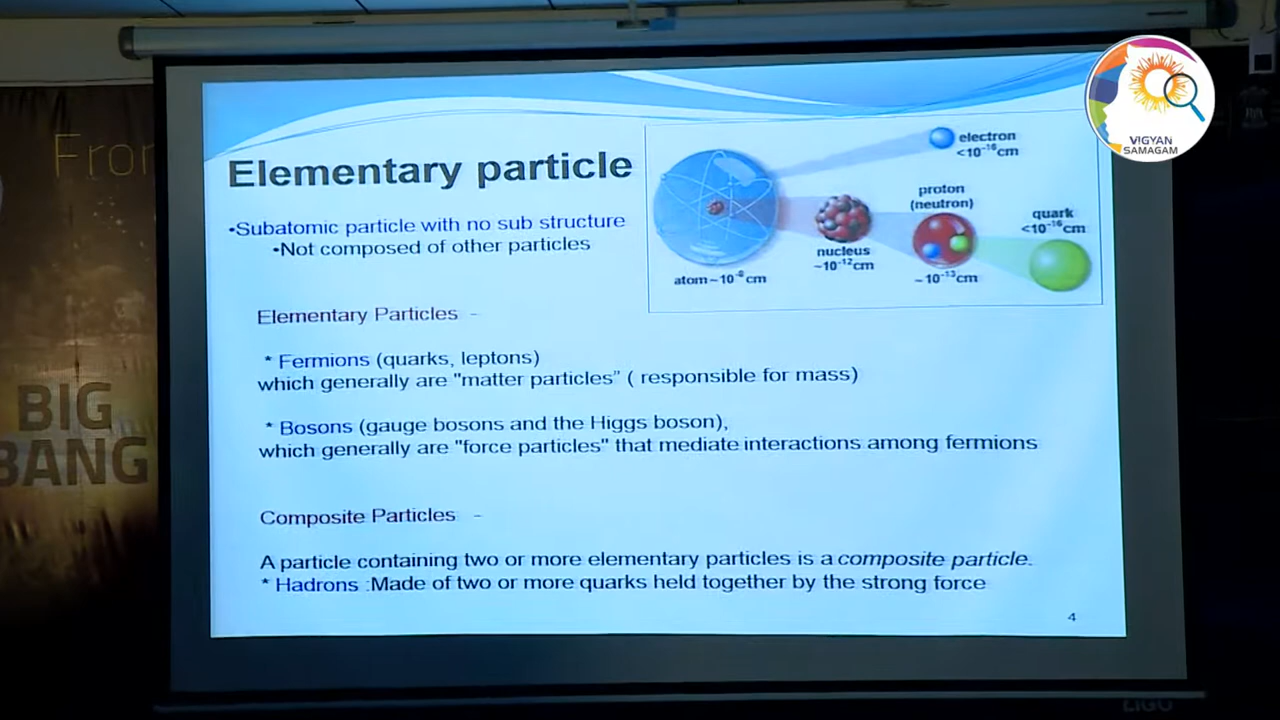 Elementary particle
•Subatomic particle with no sub structure
•Not composed of other particles
electron
<10⁻¹⁶cm
proton
(neutron)
quark
<10⁻¹⁶cm
nucleus
~10⁻¹²cm
atom~10⁻⁸cm
~10⁻¹³cm
Elementary Particles -
* Fermions (quarks, leptons)
which generally are "matter particles" ( responsible for mass)
* Bosons (gauge bosons and the Higgs boson),
which generally are "force particles" that mediate interactions among fermions
Composite Particles -
A particle containing two or more elementary particles is a composite particle.
* Hadrons :Made of two or more quarks held together by the strong force
4
VIGYAN
SAMAGAM
BIG
BANG
LIGO